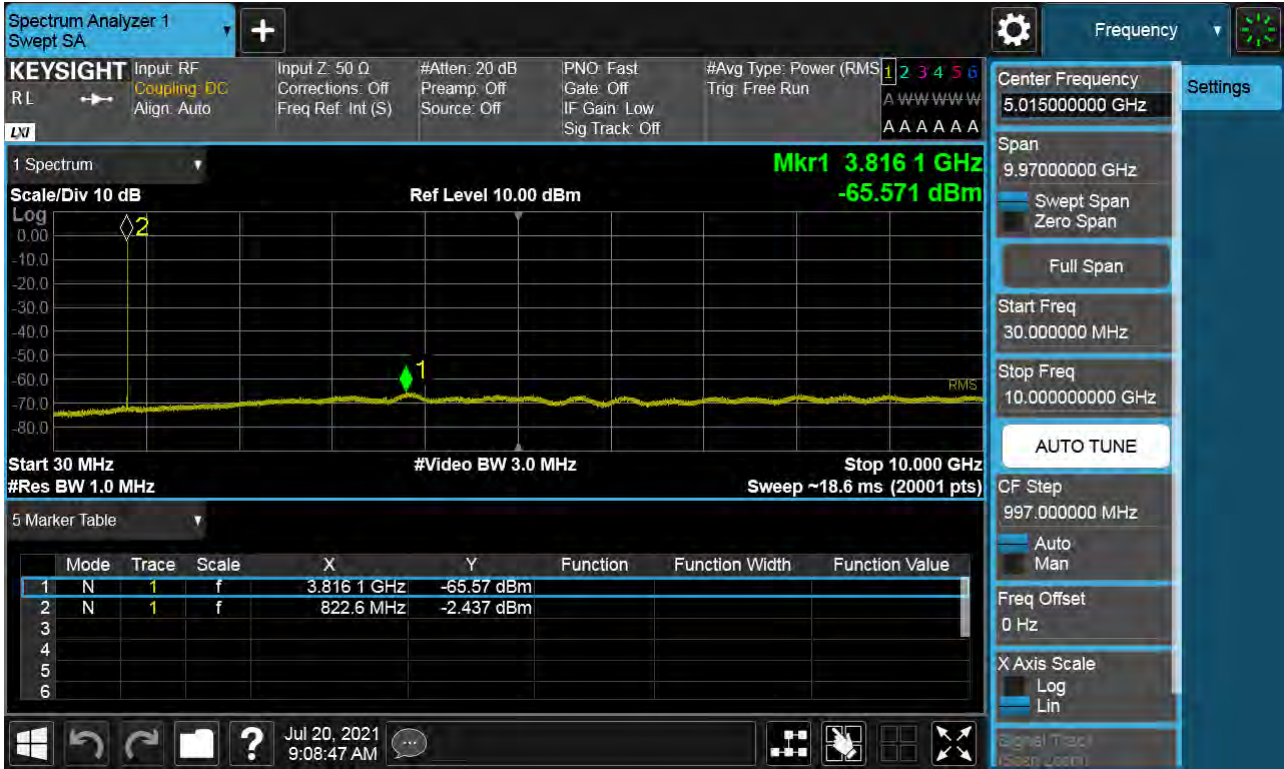 Spectrum Analyzer 1
Swept SA
+
Frequency
KEYSIGHT
RL
LXI
Input: RF
Coupling: DC
Align: Auto
Input Z: 50 Ω
Corrections: Off
Freq Ref: Int (S)
#Atten: 20 dB
Preamp: Off
Source: Off
PNO: Fast
Gate: Off
IF Gain: Low
Sig Track: Off
#Avg Type: Power (RMS
Trig: Free Run
1 2 3 4 5 6
A W W W W W
A A A A A A
1 Spectrum
Mkr1 3.816 1 GHz
-65.571 dBm
Scale/Div 10 dB
Ref Level 10.00 dBm
Log
0.00
-10.0
-20.0
-30.0
-40.0
-50.0
-60.0
-70.0
-80.0
2
1
RMS
Start 30 MHz
#Video BW 3.0 MHz
Stop 10.000 GHz
#Res BW 1.0 MHz
Sweep ~18.6 ms (20001 pts)
5 Marker Table
Mode Trace Scale X Y Function Function Width Function Value
1 N 1 f 3.816 1 GHz -65.57 dBm
2 N 1 f 822.6 MHz -2.437 dBm
3
4
5
6
Jul 20, 2021
9:08:47 AM
?
Center Frequency
5.015000000 GHz
Settings
Span
9.97000000 GHz
Swept Span
Zero Span
Full Span
Start Freq
30.000000 MHz
Stop Freq
10.000000000 GHz
AUTO TUNE
CF Step
997.000000 MHz
Auto
Man
Freq Offset
0 Hz
X Axis Scale
Log
Lin
Signal Track
(Span Zoom)